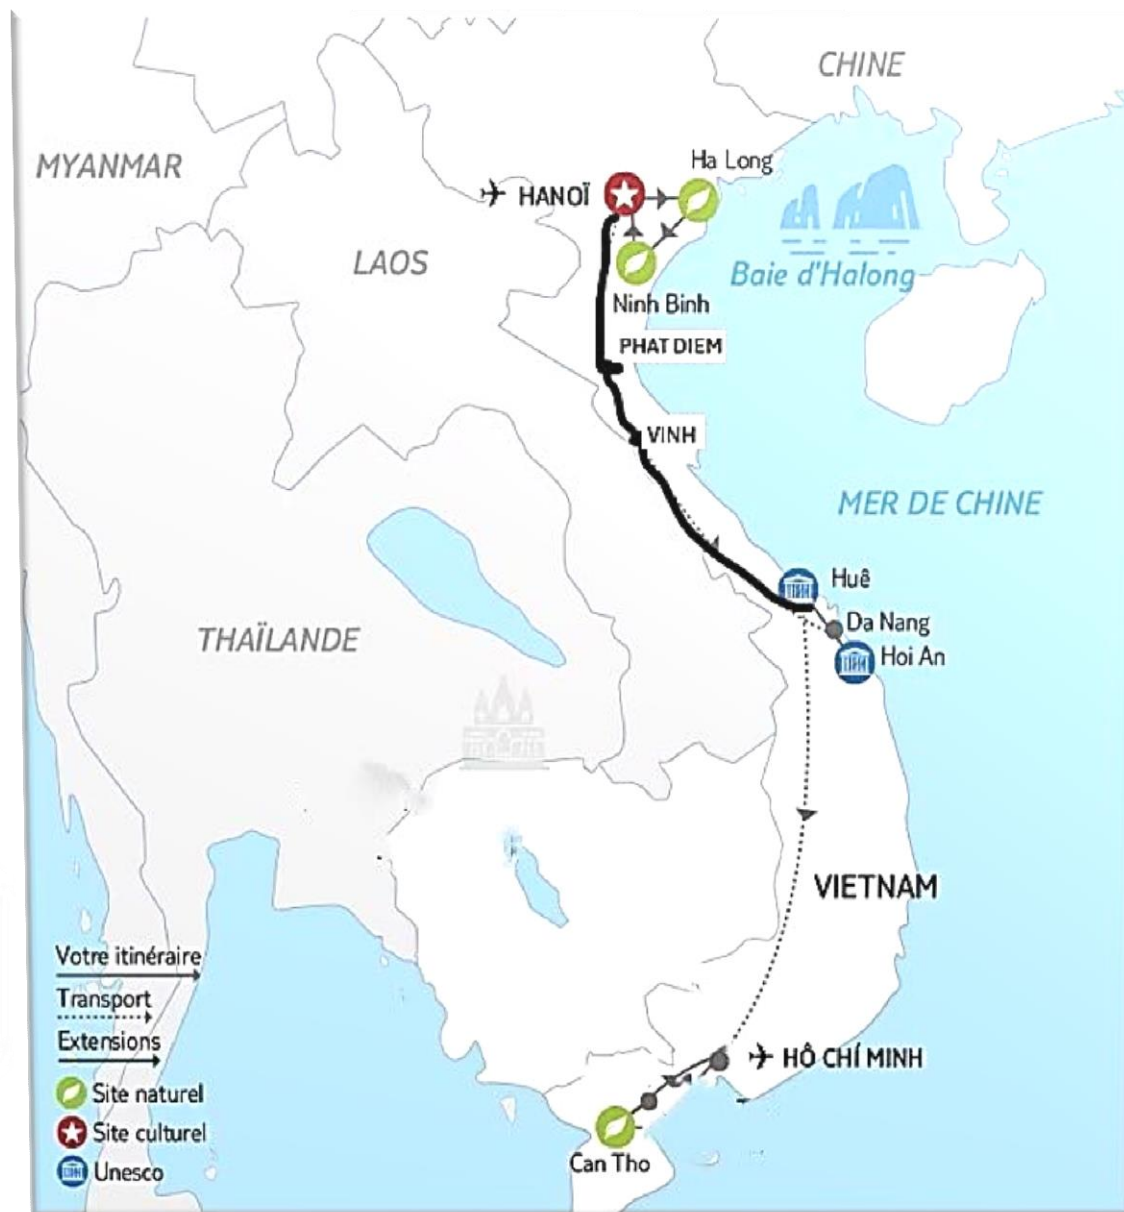 CHINE
MYANMAR
Ha Long
HANOÏ
LAOS
Baie d'Halong
Ninh Binh
PHAT DIEM
VINH
MER DE CHINE
Huê
Da Nang
THAÏLANDE
Hoi An
VIETNAM
Votre itinéraire
Transport
Extensions
HÔ CHÍ MINH
Site naturel
Site culturel
Can Tho
Unesco